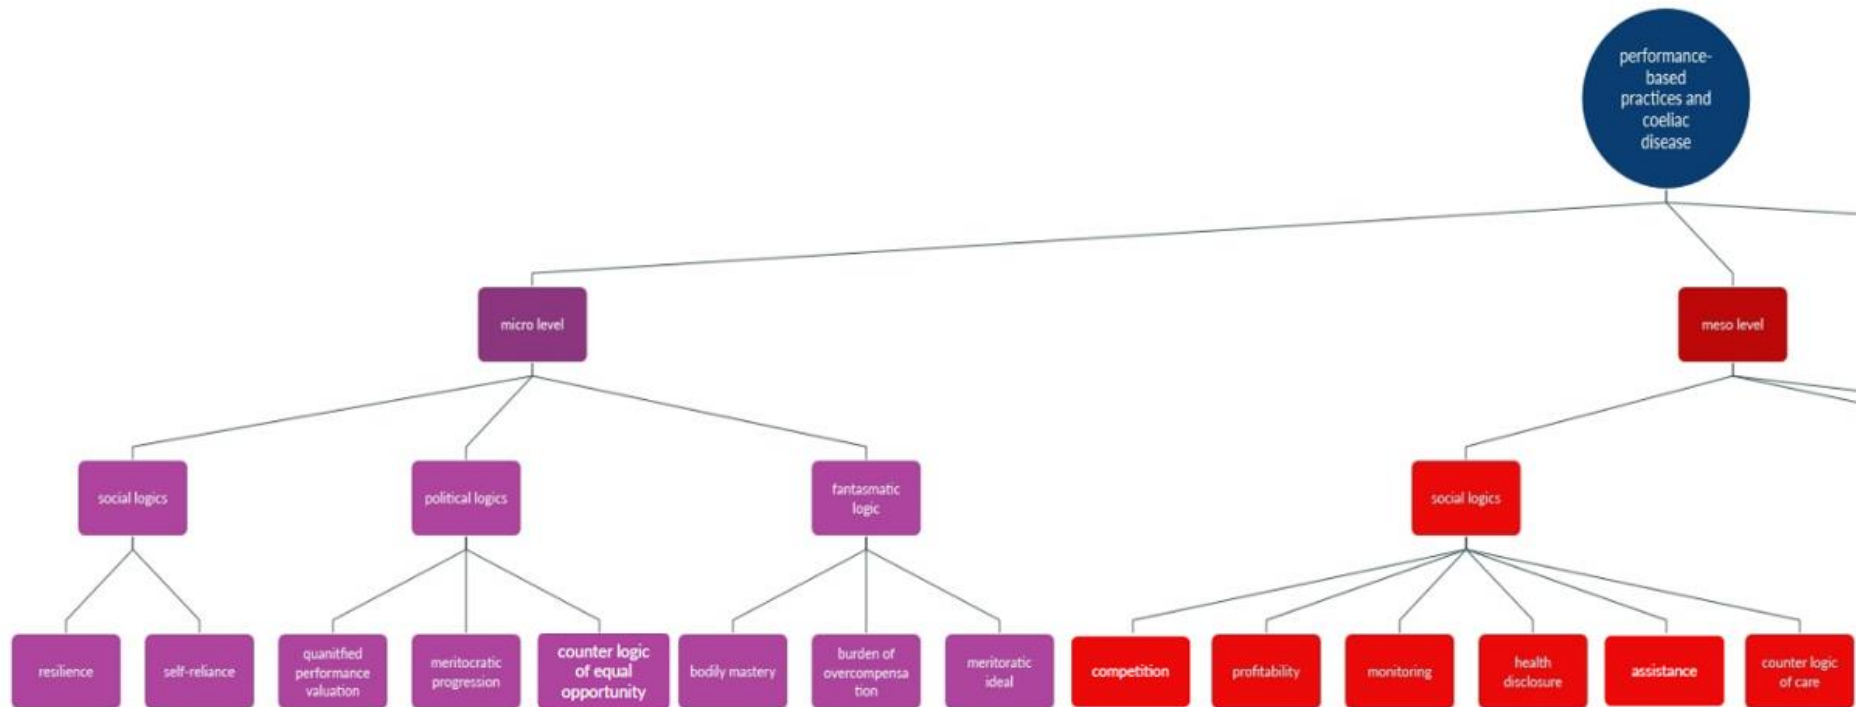 performance-
based
practices and
coeliac
disease
micro level
meso level
social logics
political logics
fantasmatic
logic
social logics
resilience
self-reliance
quanitfied
performance
valuation
meritocratic
progression
counter logic
of equal
opportunity
bodily mastery
burden of
overcompensa
tion
meritoratic
ideal
competition
profitability
monitoring
health
disclosure
assistance
counter logic
of care